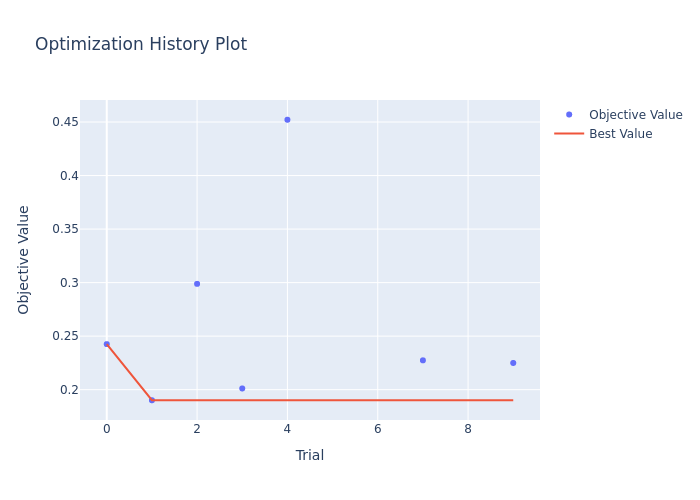 Optimization History Plot
Objective Value
Best Value
0.45
0.4
0.35
0.3
0.25
0.2
Objective Value
0 2 4 6 8
Trial